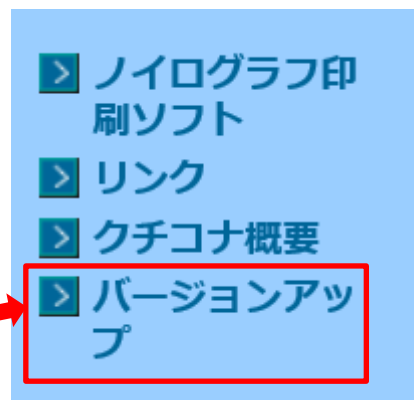 ノイログラフ印
刷ソフト
リンク
クチコナ概要
バージョンアッ
プ